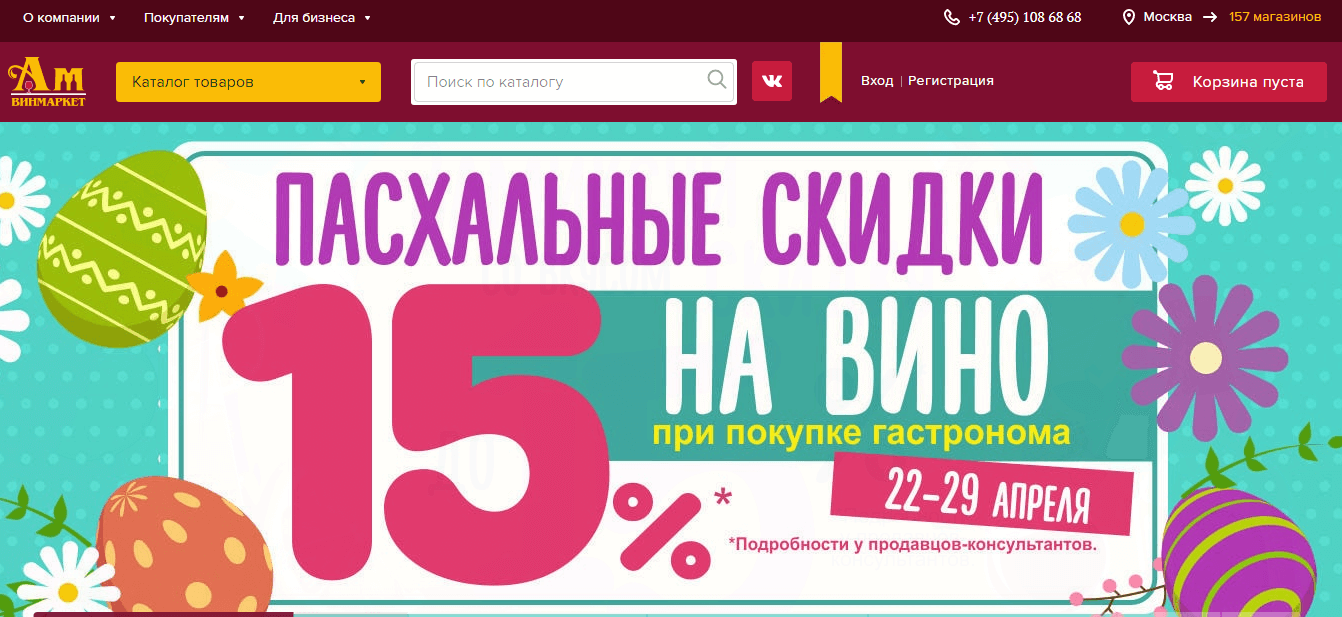 О компании Покупателям Для бизнеса +7 (495) 108 68 68 Москва 157 магазинов
Ам
ВИНМАРКЕТ
Каталог товаров
Поиск по каталогу
Вход | Регистрация
Корзина пуста
ПАСХАЛЬНЫЕ СКИДКИ
15%*
НА ВИНО
при покупке гастронома
22-29 АПРЕЛЯ
*Подробности у продавцов-консультантов.